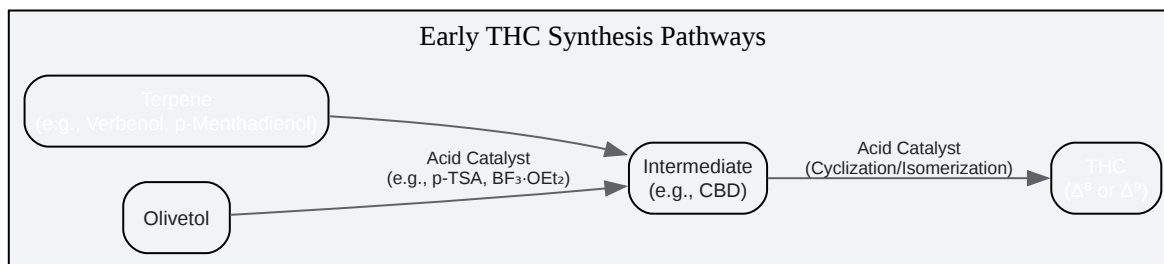 Early THC Synthesis Pathways
Terpene
(e.g., Verbenol, p-Menthadienol)
Acid Catalyst
(e.g., p-TSA, BF₃·OEt₂)
Olivetol
Intermediate
(e.g., CBD)
Acid Catalyst
(Cyclization/Isomerization)
THC
(Δ⁸ or Δ⁹)